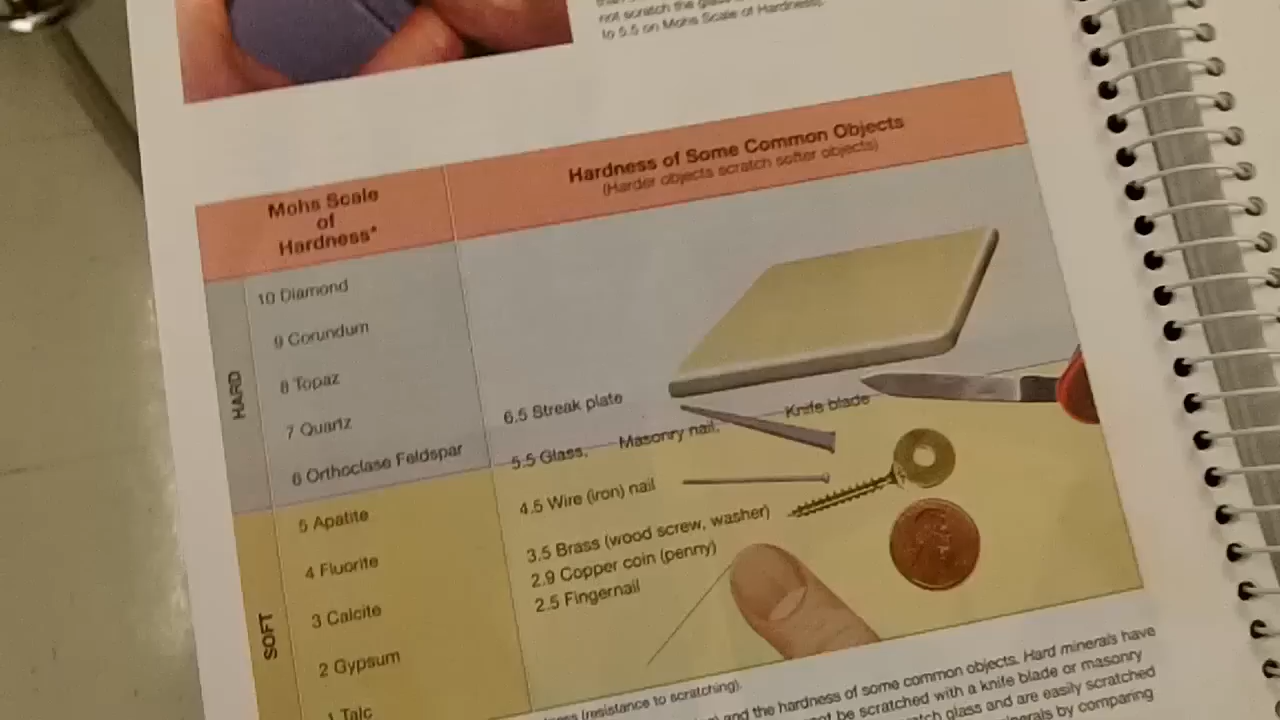 not scratch the glass
to 5.5 on Mohs Scale of Hardness).
Mohs Scale
of
Hardness*
Hardness of Some Common Objects
(Harder objects scratch softer objects)
HARD
10 Diamond
9 Corundum
8 Topaz
7 Quartz
6 Orthoclase Feldspar
6.5 Streak plate
5.5 Glass, Masonry nail, Knife blade
4.5 Wire (iron) nail
3.5 Brass (wood screw, washer)
2.9 Copper coin (penny)
2.5 Fingernail
SOFT
5 Apatite
4 Fluorite
3 Calcite
2 Gypsum
1 Talc
(resistance to scratching).
and the hardness of some common objects. Hard minerals have
be scratched with a knife blade or masonry
glass and are easily scratched
by comparing